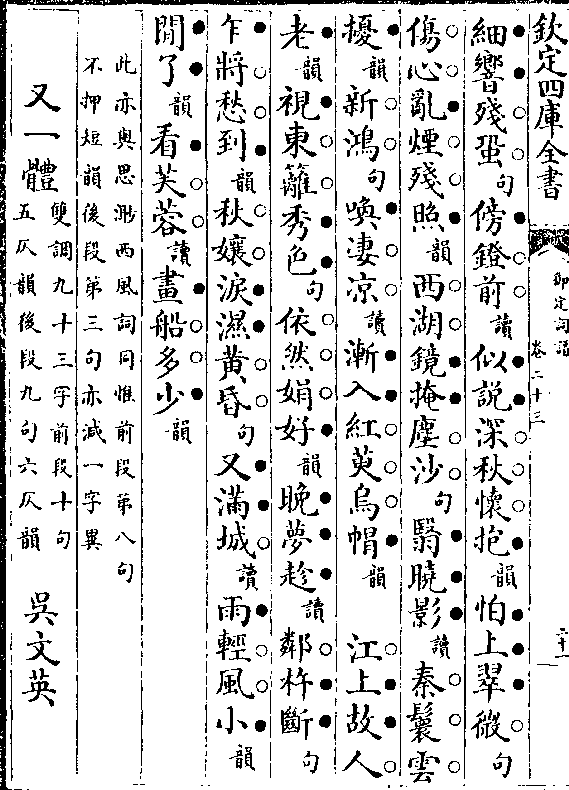 欽定四庫全書
御定詞譜
卷二十三
二十一
細響殘蛩句傍鐙前讀似說深秋懷抱韻怕上翠微句
傷心亂煙殘照韻西湖鏡掩塵沙句翳曉影讀秦鬟雲
擾韻新鴻句喚淒涼讀漸入紅萸烏帽韻 江上故人
老韻視東籬秀色句依然娟好韻晚夢趁讀鄰杵斷句
乍將愁到韻秋孃淚濕黃昏句又滿城讀雨輕風小韻
閒了韻看芙蓉讀畫船多少韻
此亦與思渺西風詞同惟前段第八句
不押短韻後段第三句亦減一字異
又一體 雙調九十三字前段十句
五仄韻後段九句六仄韻 吳文英